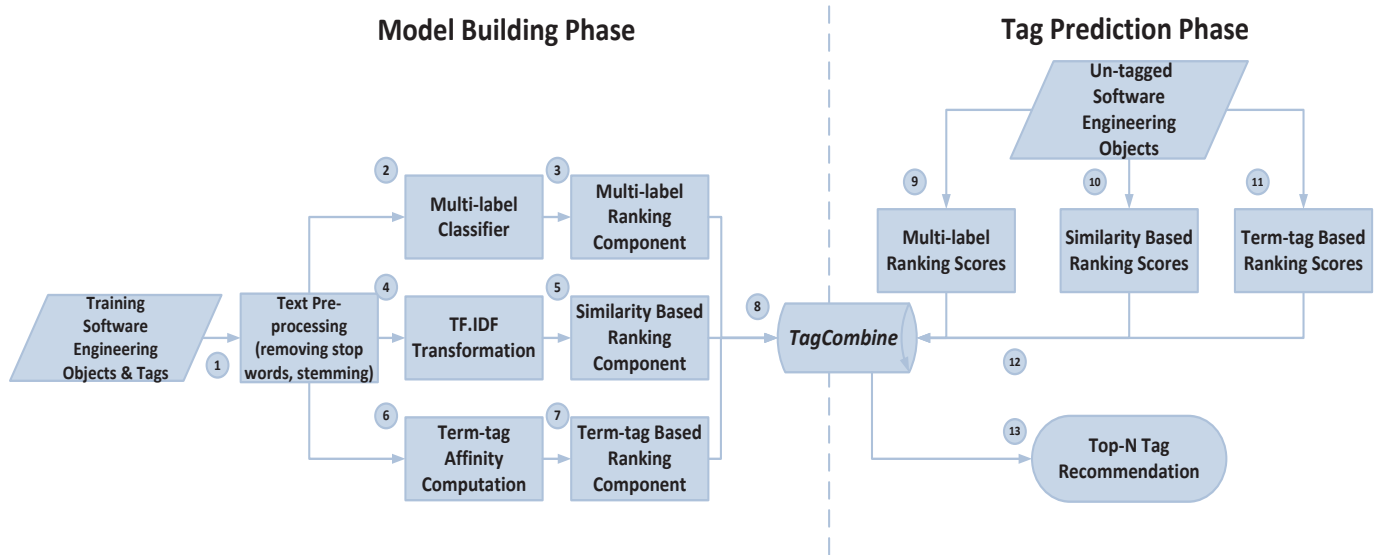 Model Building Phase
Tag Prediction Phase
Un-tagged
Software
Engineering
Objects
2
3
9
10
11
Multi-label
Classifier
Multi-label
Ranking
Component
Multi-label
Ranking Scores
Similarity Based
Ranking Scores
Term-tag Based
Ranking Scores
Training
Software
Engineering
Objects & Tags
1
Text Pre-
processing
(removing stop
words, stemming)
4
TF.IDF
Transformation
5
Similarity Based
Ranking
Component
8
TagCombine
12
6
Term-tag
Affinity
Computation
7
Term-tag Based
Ranking
Component
13
Top-N Tag
Recommendation